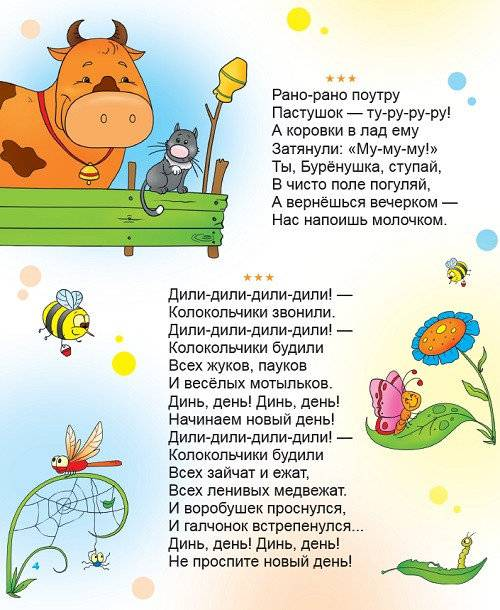 ★★★
Рано-рано поутру
Пастушок — ту-ру-ру-ру!
А коровки в лад ему
Затянули: «Му-му-му!»
Ты, Бурёнушка, ступай,
В чисто поле погуляй,
А вернёшься вечерком —
Нас напоишь молочком.
★★★
Дили-дили-дили-дили! —
Колокольчики звонили.
Дили-дили-дили-дили! —
Колокольчики будили
Всех жуков, пауков
И весёлых мотыльков.
Динь, день! Динь, день!
Начинаем новый день!
Дили-дили-дили-дили! —
Колокольчики будили
Всех зайчат и ежат,
Всех ленивых медвежат.
И воробушек проснулся,
И галчонок встрепенулся...
Динь, день! Динь, день!
Не проспите новый день!
4